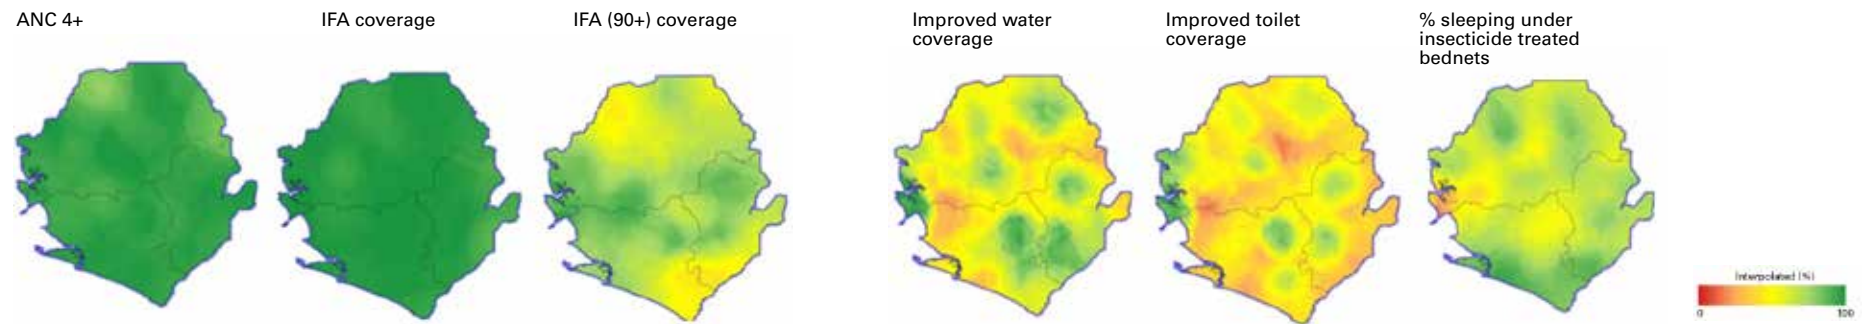 ANC 4+
IFA coverage
IFA (90+) coverage
Improved water
coverage
Improved toilet
coverage
% sleeping under
insecticide treated
bednets
Interpolated (%)
0
100